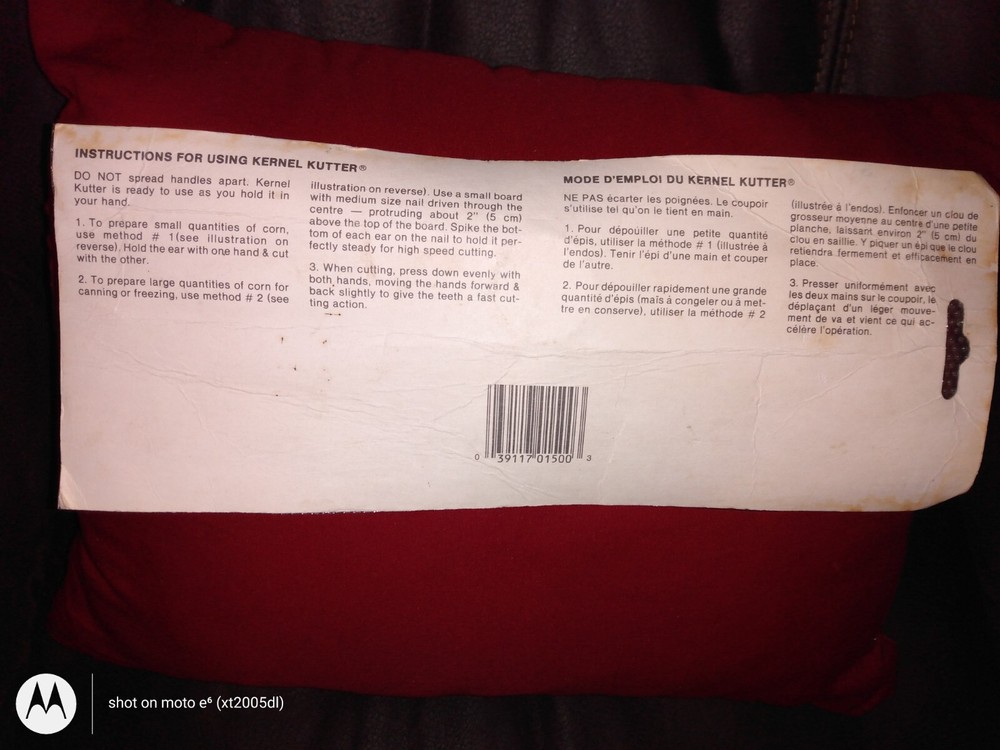 INSTRUCTIONS FOR USING KERNEL KUTTER®
DO NOT spread handles apart. Kernel
Kutter is ready to use as you hold it in
your hand.
1. To prepare small quantities of corn,
use method # 1(see illustration on
reverse). Hold the ear with one hand & cut
with the other.
2. To prepare large quantities of corn for
canning or freezing, use method # 2 (see
illustration on reverse). Use a small board
with medium size nail driven through the
centre — protruding about 2" (5 cm)
above the top of the board. Spike the bot-
tom of each ear on the nail to hold it per-
fectly steady for high speed cutting.
3. When cutting, press down evenly with
both hands, moving the hands forward &
back slightly to give the teeth a fast cut-
ting action.
MODE D'EMPLOI DU KERNEL KUTTER®
NE PAS écarter les poignées. Le coupoir
s'utilise tel qu'on le tient en main.
1. Pour dépouiller une petite quantité
d'épis, utiliser la méthode # 1 (illustrée à
l'endos). Tenir l'épi d'une main et couper
de l'autre.
2. Pour dépouiller rapidement une grande
quantité d'épis (maïs à congeler ou à met-
tre en conserve), utiliser la méthode # 2
(illustrée à l'endos). Enfoncer un clou de
grosseur moyenne au centre d'une petite
planche, laissant environ 2" (5 cm) du
clou en saillie. Y piquer un épi que le clou
retiendra fermement et efficacement en
place.
3. Presser uniformément avec
les deux mains sur le coupoir, le
déplaçant d'un léger mouve-
ment de va et vient ce qui ac-
célère l'opération.
0 39117 01500 3
shot on moto e⁶ (xt2005dl)